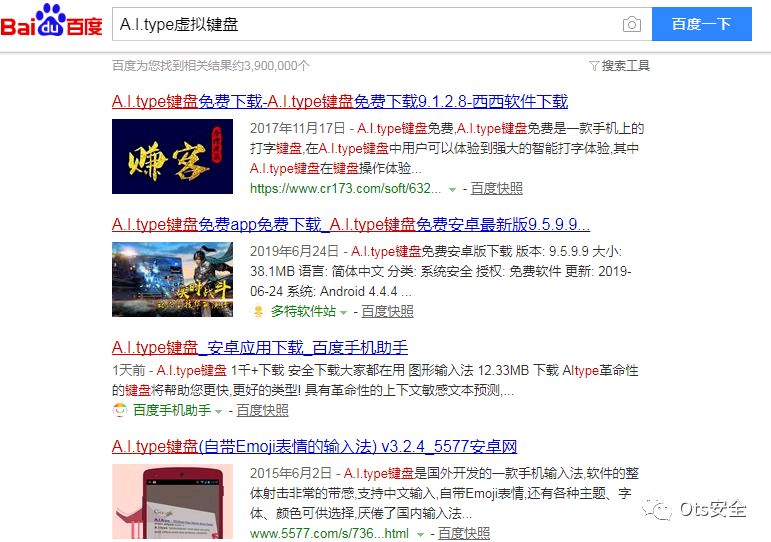 Bai du 百度
A.I.type虚拟键盘
百度一下
百度为您找到相关结果约3,900,000个
搜索工具
A.I.type键盘免费下载-A.I.type键盘免费下载9.1.2.8-西西软件下载
赚客
2017年11月17日 - A.I.type键盘免费,A.I.type键盘免费是一款手机上的
打字键盘,在A.I.type键盘中用户可以体验到强大的智能打字体验,其中
A.I.type键盘在键盘操作体验...
https://www.cr173.com/soft/632... - 百度快照
A.I.type键盘免费app免费下载_A.I.type键盘免费安卓最新版9.5.9.9...
实时战斗
2019年6月24日 - A.I.type键盘免费安卓版下载 版本: 9.5.9.9 大小:
38.1MB 语言: 简体中文 分类: 系统安全 授权: 免费软件 更新: 2019-
06-24 系统: Android 4.4.4 ...
多特软件站 - 百度快照
A.I.type键盘_安卓应用下载_百度手机助手
1天前 - A.I.type键盘 1千+下载 安全下载大家都在用 图形输入法 12.33MB 下载 AItype革命性
的键盘将帮助您更快,更好的类型! 具有革命性的上下文敏感文本预测,...
百度手机助手 - 百度快照
A.I.type键盘(自带Emoji表情的输入法) v3.2.4_5577安卓网
2015年6月2日 - A.I.type键盘是国外开发的一款手机输入法,软件的整
体射击非常的带感,支持中文输入,自带Emoji表情,还有各种主题、字
体、颜色可供选择,厌倦了国内输入法...
www.5577.com/s/736...html - 百度快照
Google
Ots安全